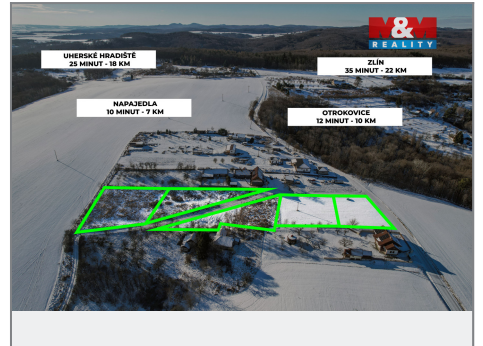 M&M
REALITY
UHERSKÉ HRADIŠTĚ
25 MINUT - 18 KM
ZLÍN
35 MINUT - 22 KM
NAPAJEDLA
10 MINUT - 7 KM
OTROKOVICE
12 MINUT - 10 KM